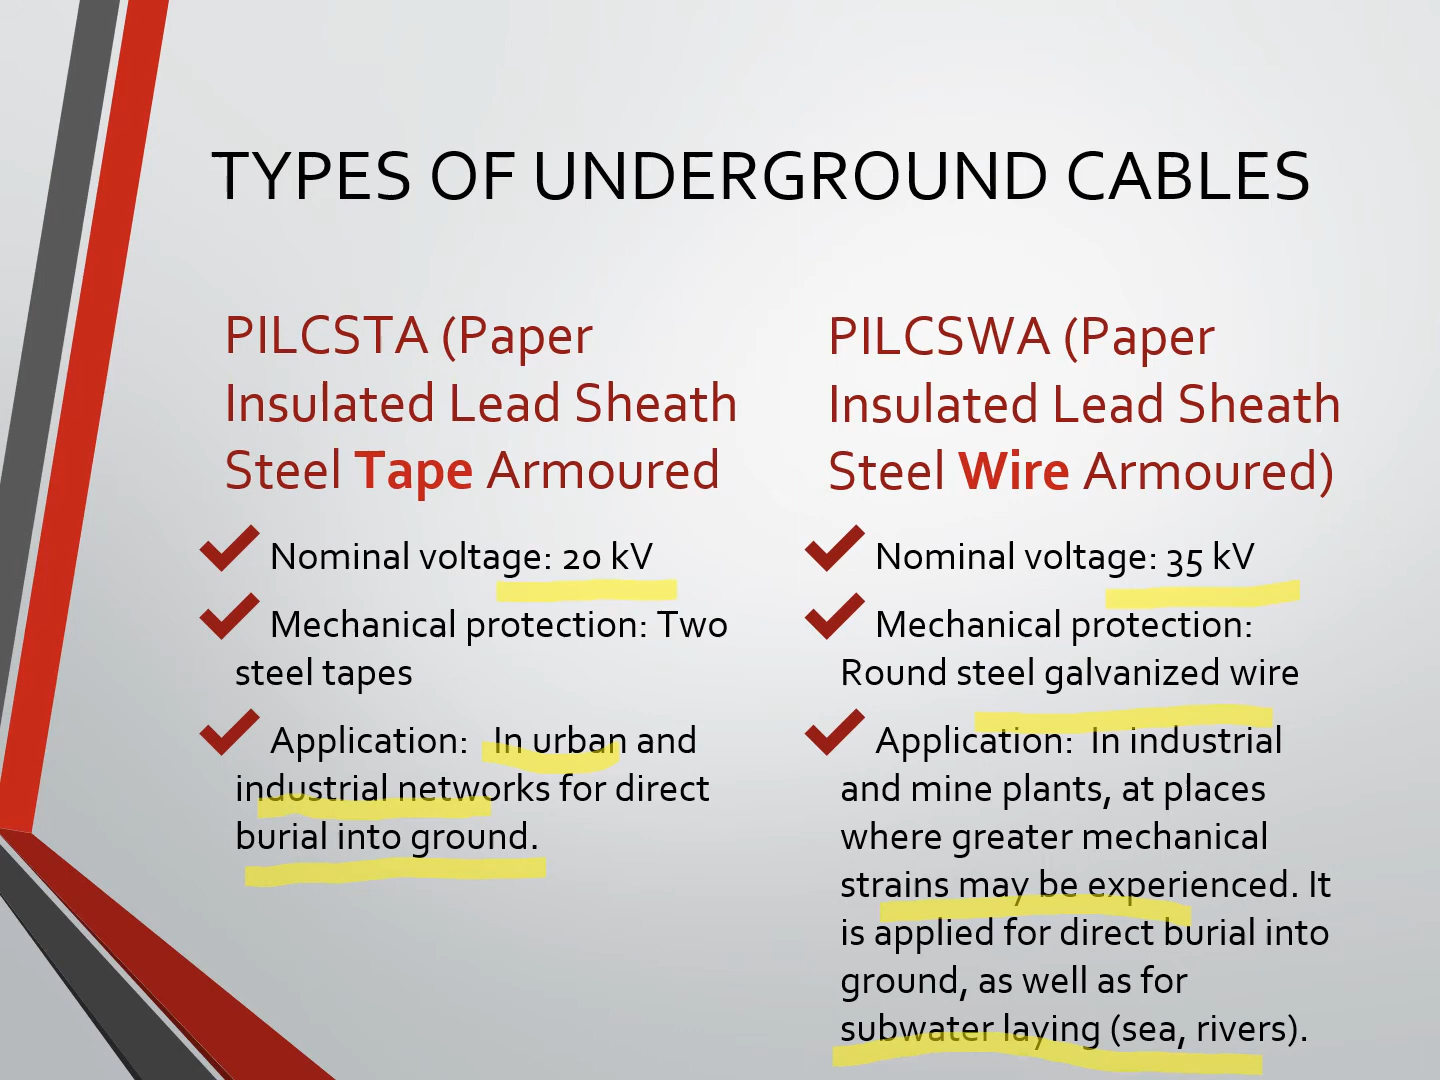 TYPES OF UNDERGROUND CABLES
PILCSTA (Paper
Insulated Lead Sheath
Steel Tape Armoured
Nominal voltage: 20 kV
Mechanical protection: Two
steel tapes
Application:  In urban and
industrial networks for direct
burial into ground.
PILCSWA (Paper
Insulated Lead Sheath
Steel Wire Armoured)
Nominal voltage: 35 kV
Mechanical protection:
Round steel galvanized wire
Application:  In industrial
and mine plants, at places
where greater mechanical
strains may be experienced. It
is applied for direct burial into
ground, as well as for
subwater laying (sea, rivers).